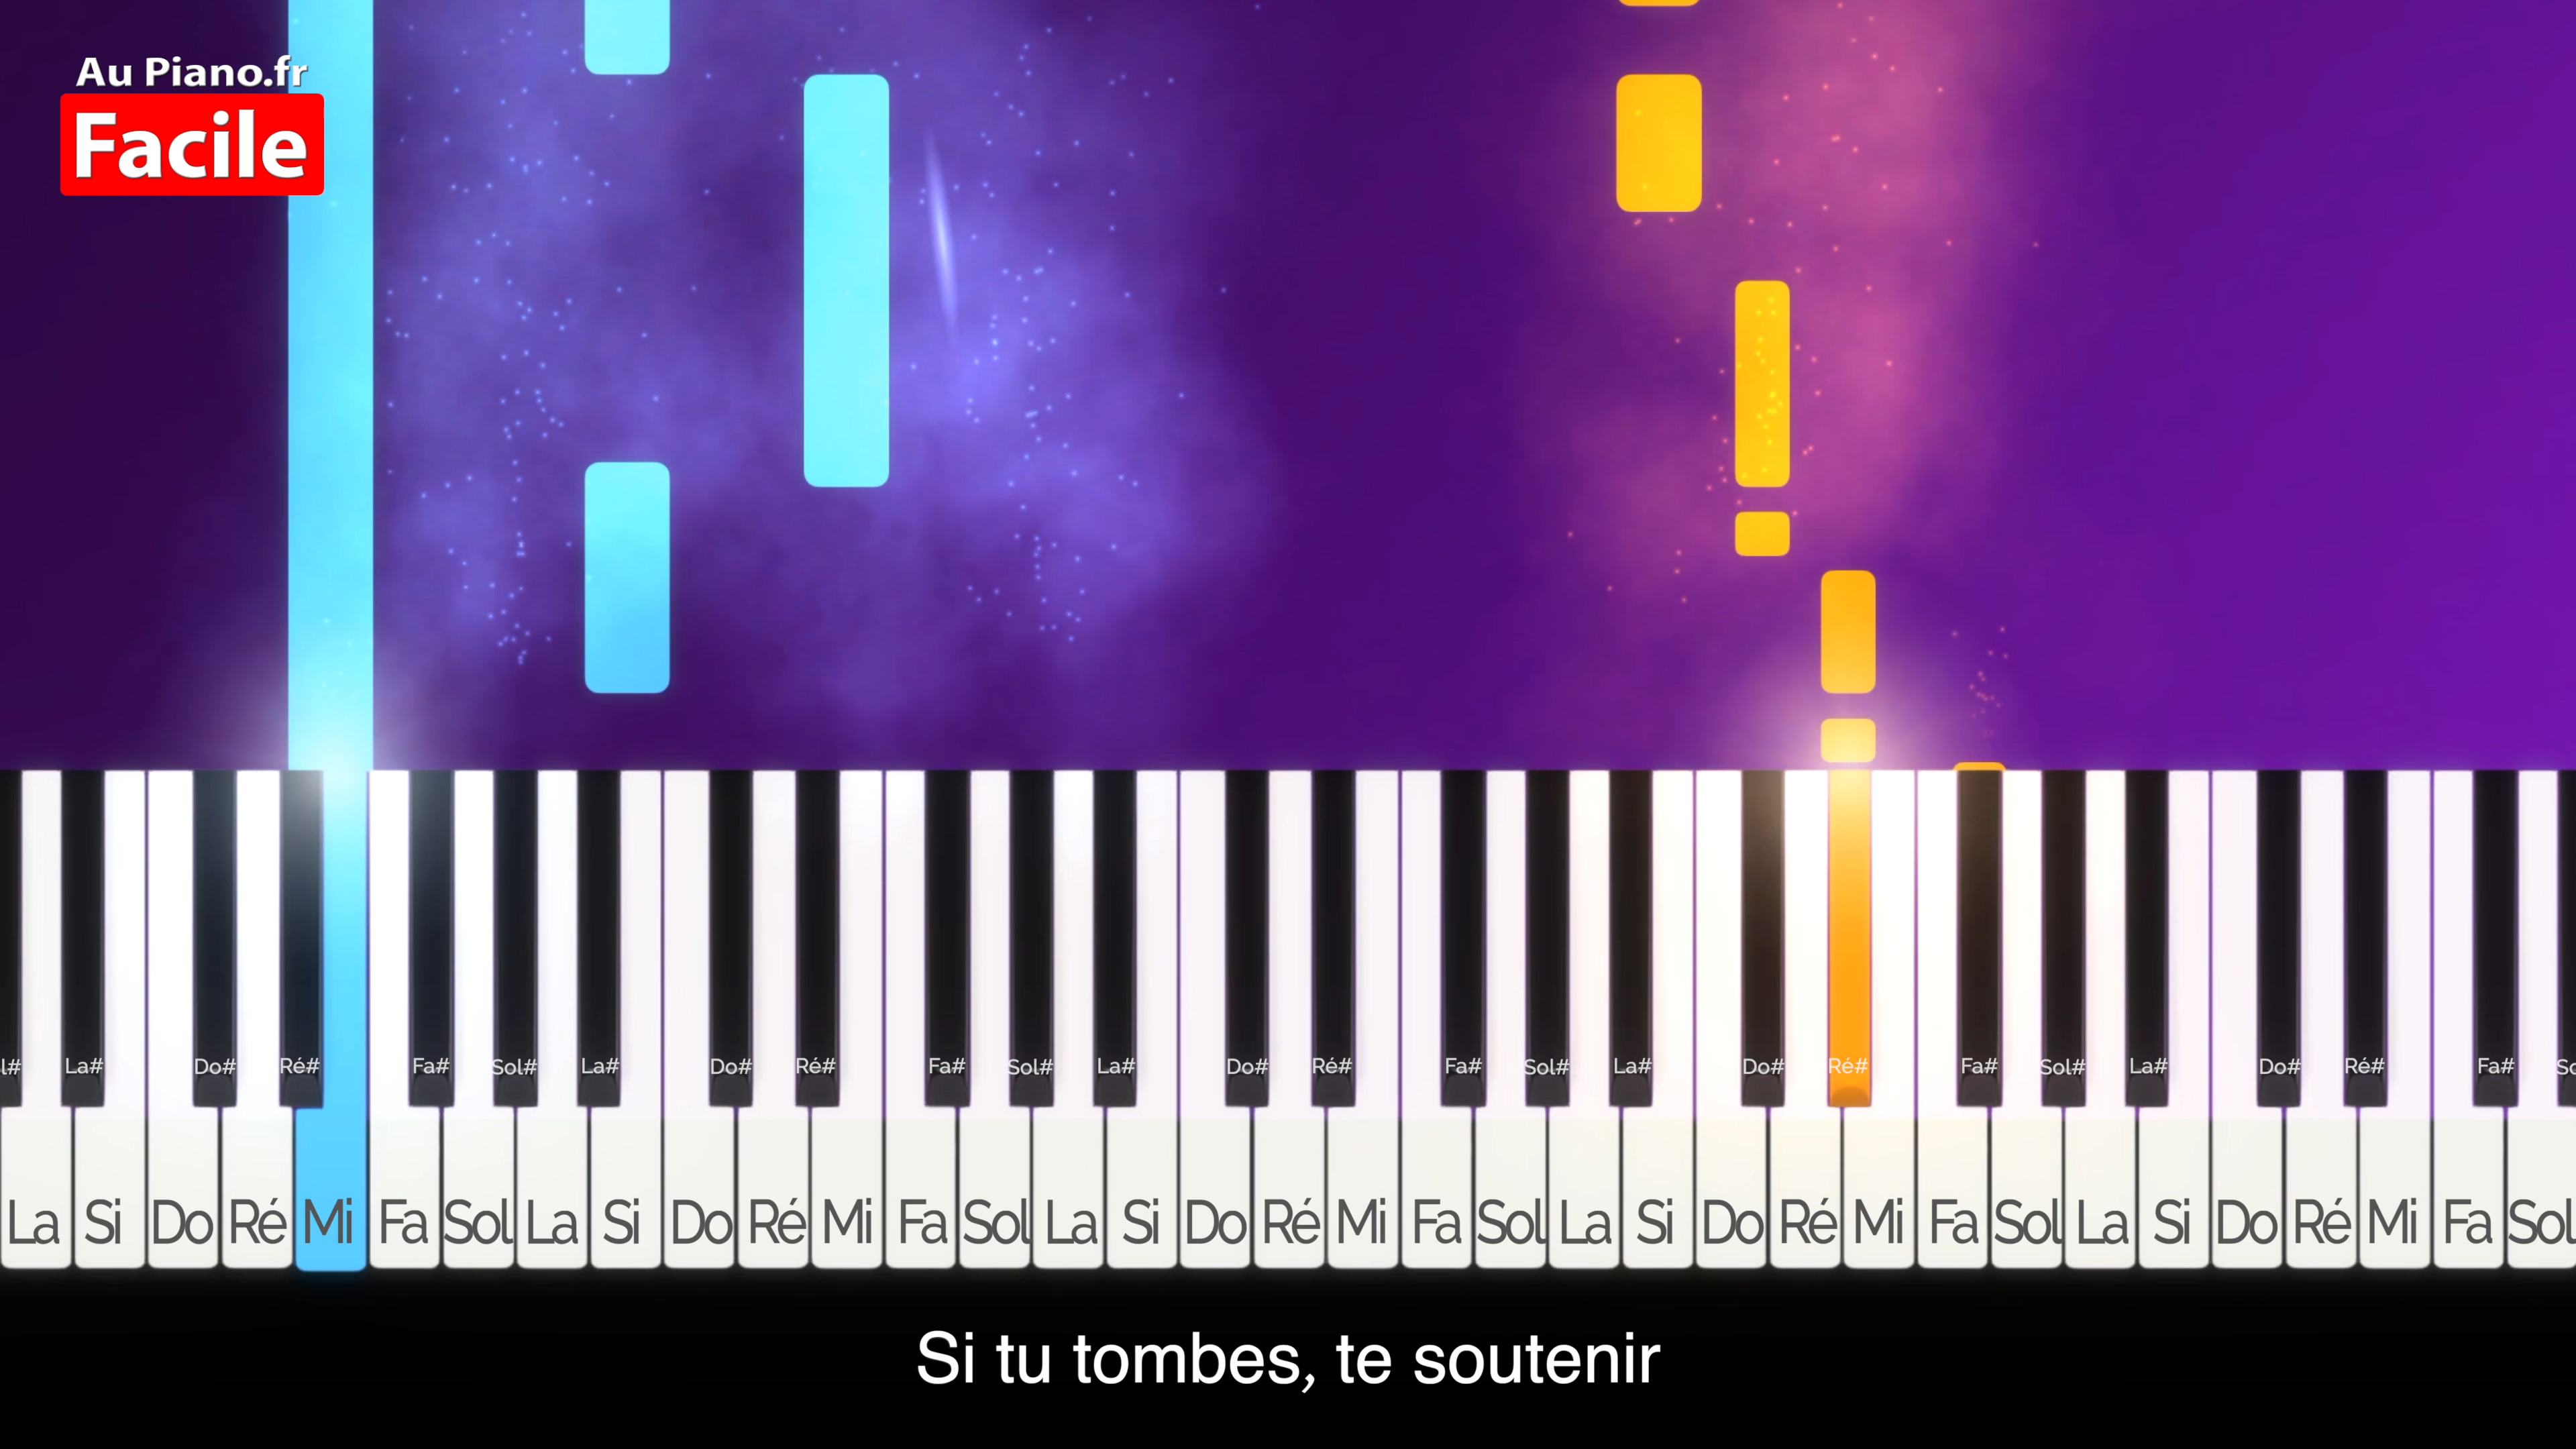 Au Piano.fr
Facile
l# La# Do# Ré# Fa# Sol# La# Do# Ré# Fa# Sol# La# Do# Ré# Fa# Sol# La# Do# Ré# Fa# Sol# La# Do# Ré# Fa# So
La Si Do Ré Mi Fa Sol La Si Do Ré Mi Fa Sol La Si Do Ré Mi Fa Sol La Si Do Ré Mi Fa Sol La Si Do Ré Mi Fa Sol
Si tu tombes, te soutenir